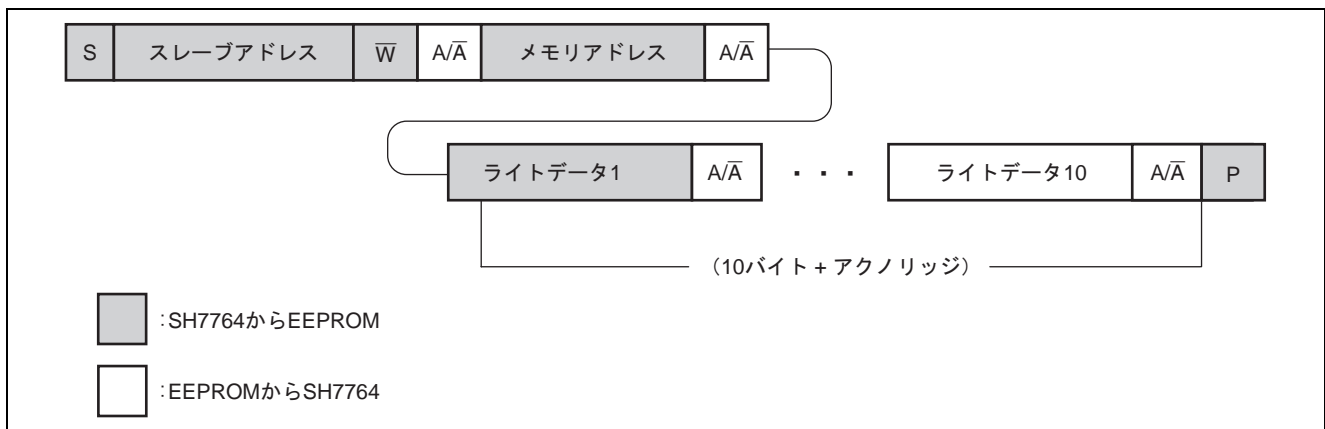 S スレーブアドレス W̅ A/A̅ メモリアドレス A/A̅
ライトデータ1 A/A̅ ・・・ ライトデータ10 A/A̅ P
（10バイト + アクノリッジ）
:SH7764からEEPROM
:EEPROMからSH7764